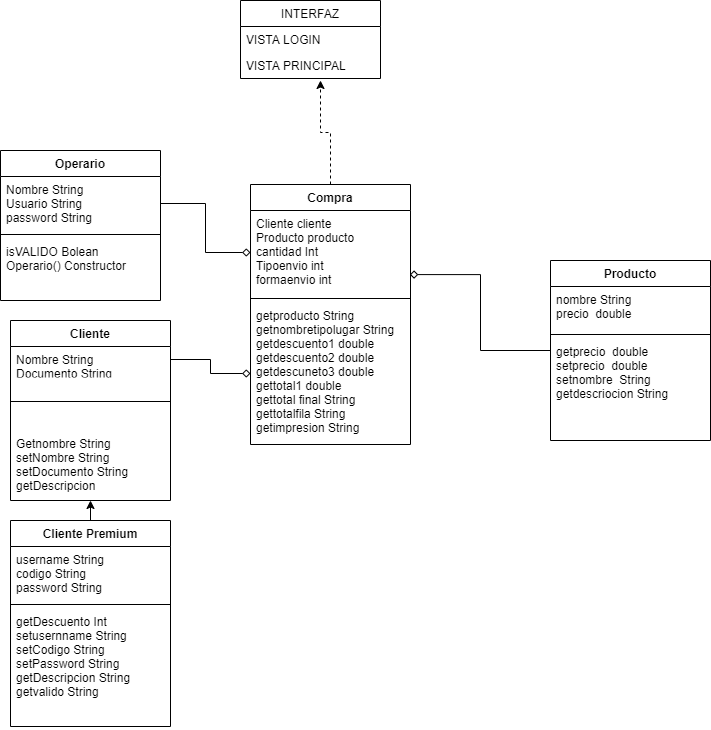 INTERFAZ
VISTA LOGIN
VISTA PRINCIPAL
Operario
Nombre String
Usuario String
password String
isVALIDO Bolean
Operario() Constructor
Compra
Cliente cliente
Producto producto
cantidad Int
Tipoenvio int
formaenvio int
getproducto String
getnombretipolugar String
getdescuento1 double
getdescuento2 double
getdescuneto3 double
gettotal1 double
gettotal final String
gettotalfila String
getimpresion String
Producto
nombre String
precio  double
getprecio  double
setprecio  double
setnombre  String
getdescriocion String
Cliente
Nombre String
Documento String
Getnombre String
setNombre String
setDocumento String
getDescripcion
Cliente Premium
username String
codigo String
password String
getDescuento Int
setusernname String
setCodigo String
setPassword String
getDescripcion String
getvalido String